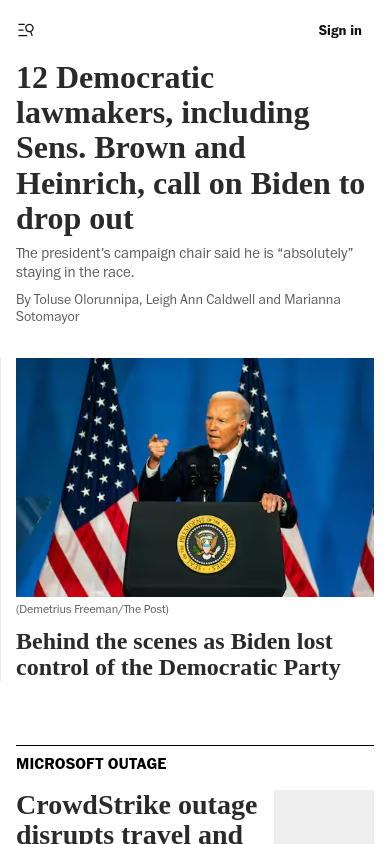 Sign in
12 Democratic
lawmakers, including
Sens. Brown and
Heinrich, call on Biden to
drop out
The president’s campaign chair said he is “absolutely”
staying in the race.
By Toluse Olorunnipa, Leigh Ann Caldwell and Marianna
Sotomayor
(Demetrius Freeman/The Post)
Behind the scenes as Biden lost
control of the Democratic Party
MICROSOFT OUTAGE
CrowdStrike outage
disrupts travel and